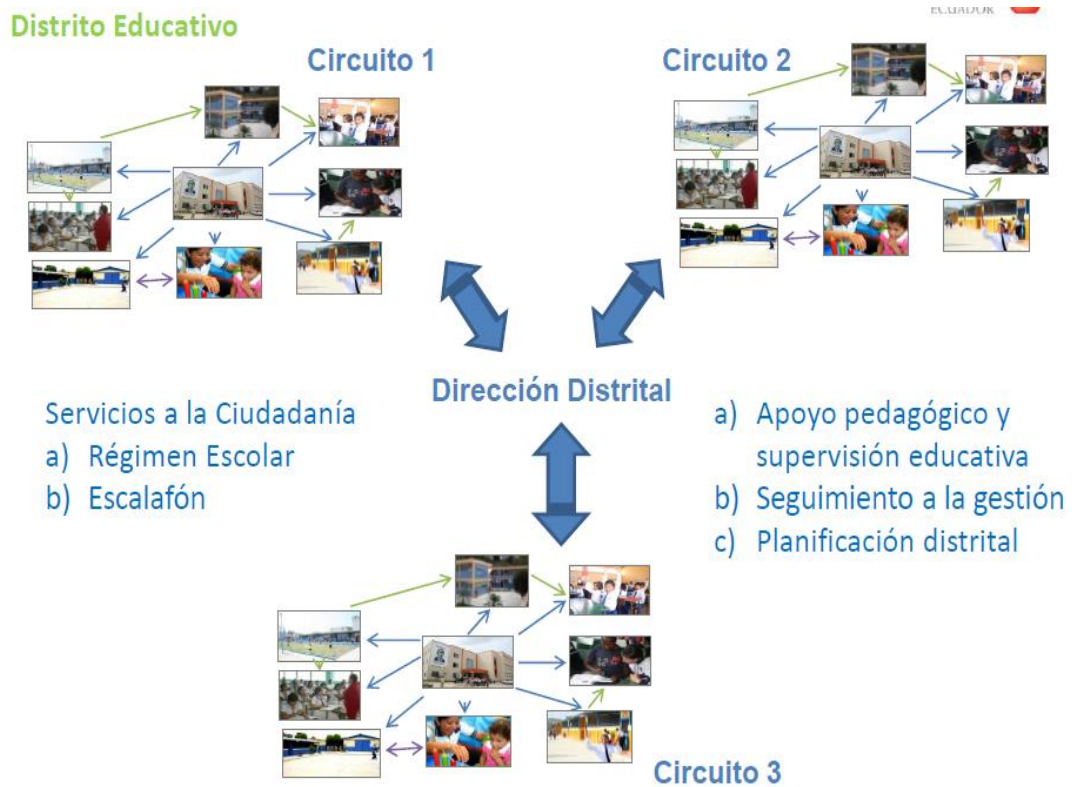 ECUADOR
Distrito Educativo
Circuito 1
Circuito 2
Dirección Distrital
Servicios a la Ciudadanía
a) Régimen Escolar
b) Escalafón
a) Apoyo pedagógico y
supervisión educativa
b) Seguimiento a la gestión
c) Planificación distrital
Circuito 3